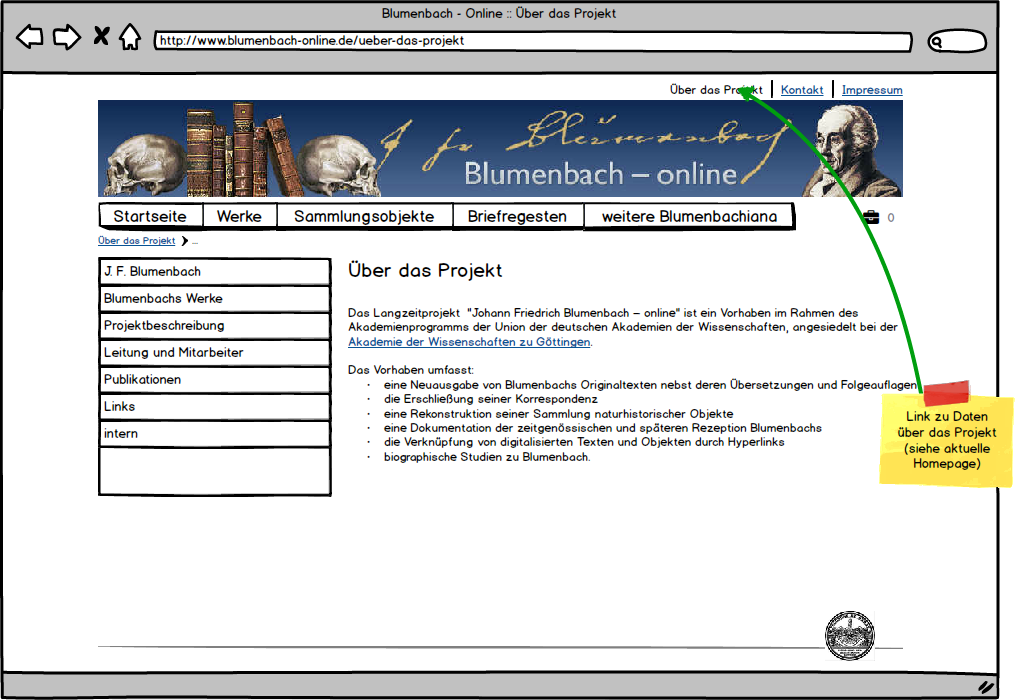 Blumenbach - Online :: Über das Projekt
http://www.blumenbach-online.de/ueber-das-projekt
Über das Projekt | Kontakt | Impressum
J. fr. Blumenbach
Blumenbach – online
Startseite Werke Sammlungsobjekte Briefregesten weitere Blumenbachiana 0
Über das Projekt ❯ ...
J. F. Blumenbach
Blumenbachs Werke
Projektbeschreibung
Leitung und Mitarbeiter
Publikationen
Links
intern
Über das Projekt
Das Langzeitprojekt "Johann Friedrich Blumenbach – online" ist ein Vorhaben im Rahmen des
Akademienprogramms der Union der deutschen Akademien der Wissenschaften, angesiedelt bei der
Akademie der Wissenschaften zu Göttingen.
Das Vorhaben umfasst:
· eine Neuausgabe von Blumenbachs Originaltexten nebst deren Übersetzungen und Folgeauflagen
· die Erschließung seiner Korrespondenz
· eine Rekonstruktion seiner Sammlung naturhistorischer Objekte
· eine Dokumentation der zeitgenössischen und späteren Rezeption Blumenbachs
· die Verknüpfung von digitalisierten Texten und Objekten durch Hyperlinks
· biographische Studien zu Blumenbach.
Link zu Daten
über das Projekt
(siehe aktuelle
Homepage)